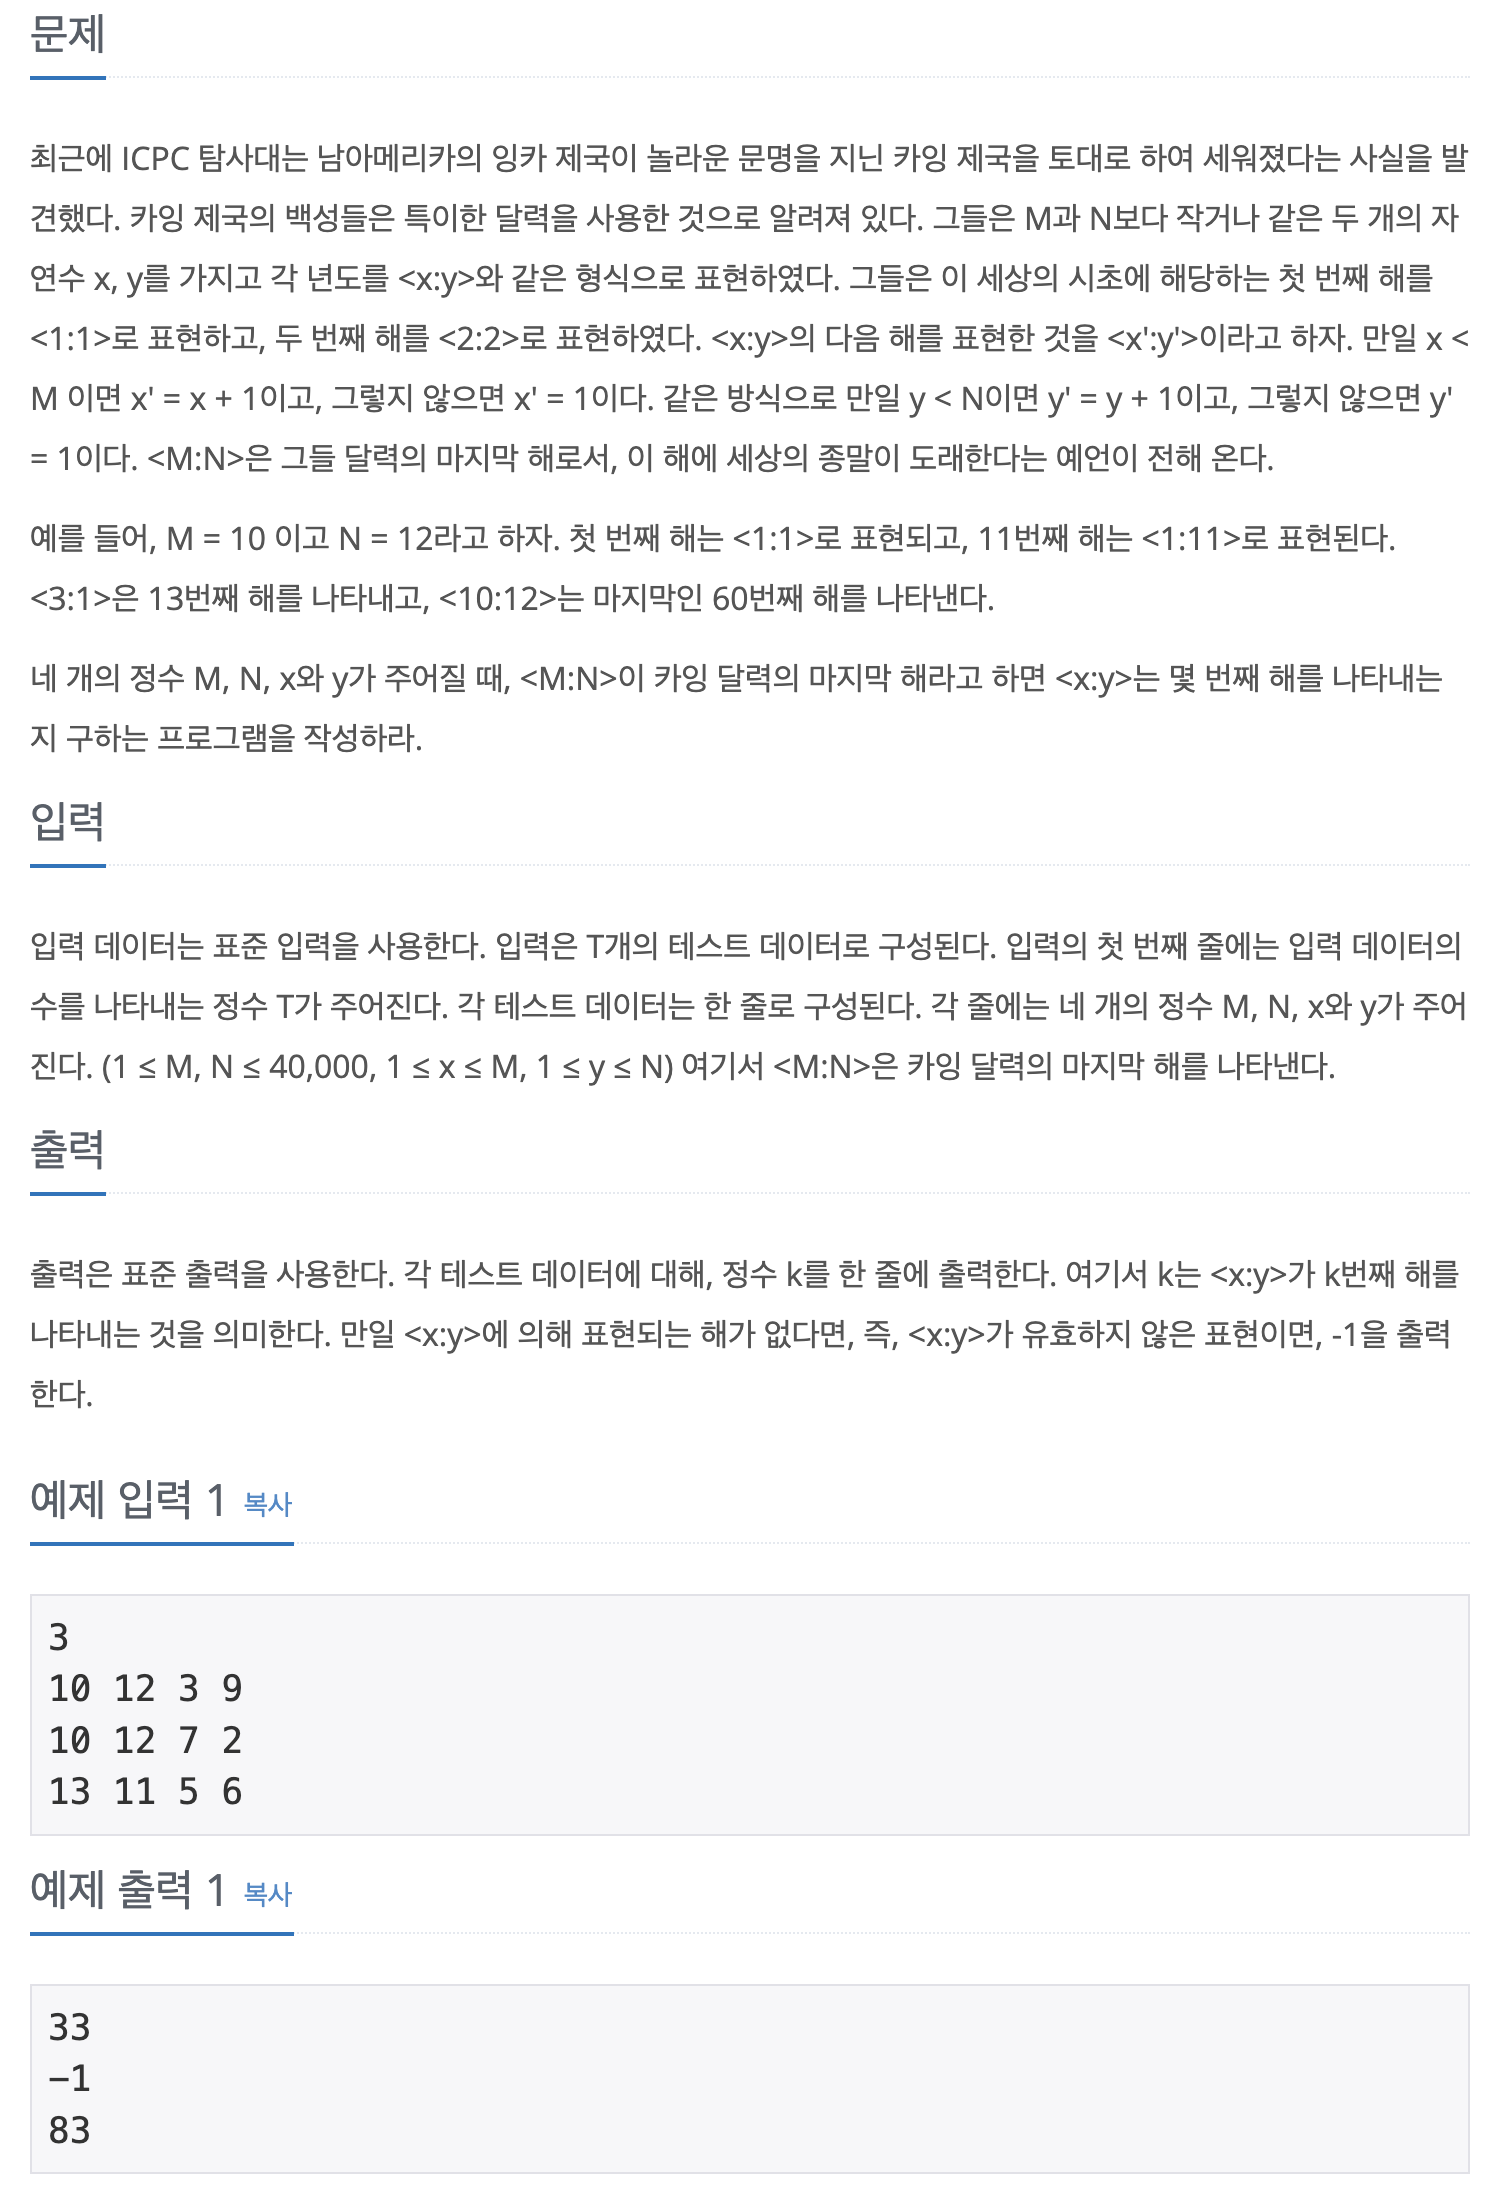 문제
최근에 ICPC 탐사대는 남아메리카의 잉카 제국이 놀라운 문명을 지닌 카잉 제국을 토대로 하여 세워졌다는 사실을 발
견했다. 카잉 제국의 백성들은 특이한 달력을 사용한 것으로 알려져 있다. 그들은 M과 N보다 작거나 같은 두 개의 자
연수 x, y를 가지고 각 년도를 <x:y>와 같은 형식으로 표현하였다. 그들은 이 세상의 시초에 해당하는 첫 번째 해를
<1:1>로 표현하고, 두 번째 해를 <2:2>로 표현하였다. <x:y>의 다음 해를 표현한 것을 <x':y'>이라고 하자. 만일 x <
M 이면 x' = x + 1이고, 그렇지 않으면 x' = 1이다. 같은 방식으로 만일 y < N이면 y' = y + 1이고, 그렇지 않으면 y'
= 1이다. <M:N>은 그들 달력의 마지막 해로서, 이 해에 세상의 종말이 도래한다는 예언이 전해 온다.
예를 들어, M = 10 이고 N = 12라고 하자. 첫 번째 해는 <1:1>로 표현되고, 11번째 해는 <1:11>로 표현된다.
<3:1>은 13번째 해를 나타내고, <10:12>는 마지막인 60번째 해를 나타낸다.
네 개의 정수 M, N, x와 y가 주어질 때, <M:N>이 카잉 달력의 마지막 해라고 하면 <x:y>는 몇 번째 해를 나타내는
지 구하는 프로그램을 작성하라.
입력
입력 데이터는 표준 입력을 사용한다. 입력은 T개의 테스트 데이터로 구성된다. 입력의 첫 번째 줄에는 입력 데이터의
수를 나타내는 정수 T가 주어진다. 각 테스트 데이터는 한 줄로 구성된다. 각 줄에는 네 개의 정수 M, N, x와 y가 주어
진다. (1 ≤ M, N ≤ 40,000, 1 ≤ x ≤ M, 1 ≤ y ≤ N) 여기서 <M:N>은 카잉 달력의 마지막 해를 나타낸다.
출력
출력은 표준 출력을 사용한다. 각 테스트 데이터에 대해, 정수 k를 한 줄에 출력한다. 여기서 k는 <x:y>가 k번째 해를
나타내는 것을 의미한다. 만일 <x:y>에 의해 표현되는 해가 없다면, 즉, <x:y>가 유효하지 않은 표현이면, -1을 출력
한다.
예제 입력 1 복사
3
10 12 3 9
10 12 7 2
13 11 5 6
예제 출력 1 복사
33
-1
83